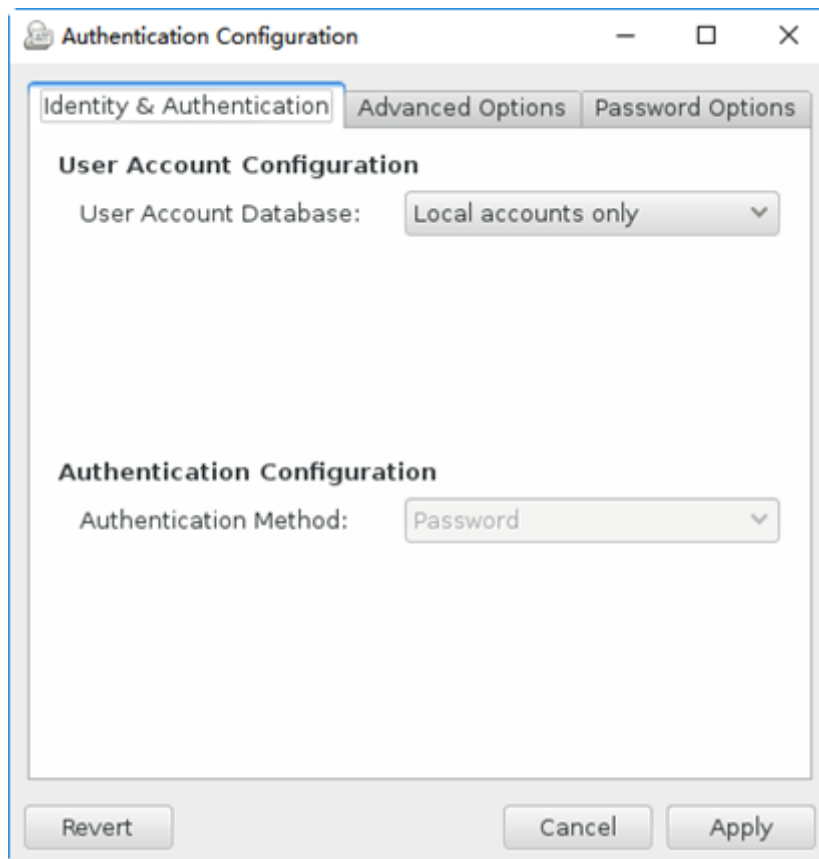 Authentication Configuration
Identity & Authentication Advanced Options Password Options
User Account Configuration
User Account Database: Local accounts only
Authentication Configuration
Authentication Method: Password
Revert Cancel Apply